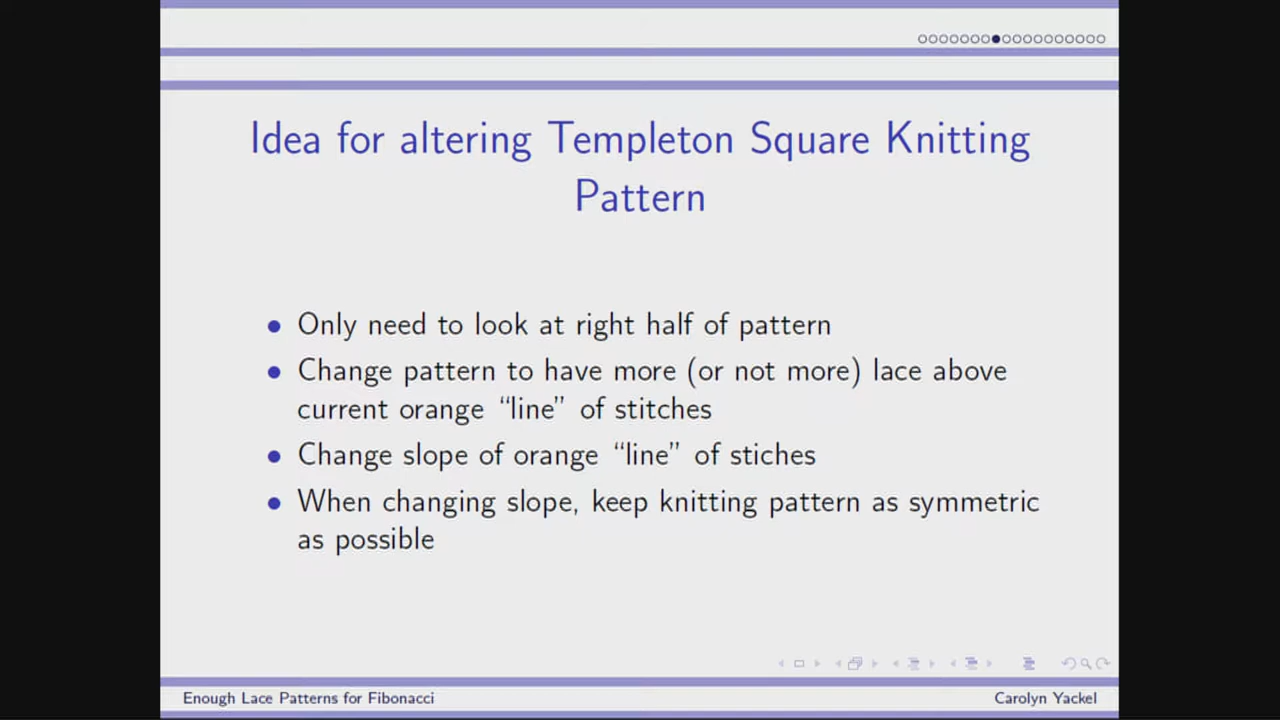 Idea for altering Templeton Square Knitting
Pattern
• Only need to look at right half of pattern
• Change pattern to have more (or not more) lace above
current orange “line” of stitches
• Change slope of orange “line” of stiches
• When changing slope, keep knitting pattern as symmetric
as possible
Enough Lace Patterns for Fibonacci
Carolyn Yackel